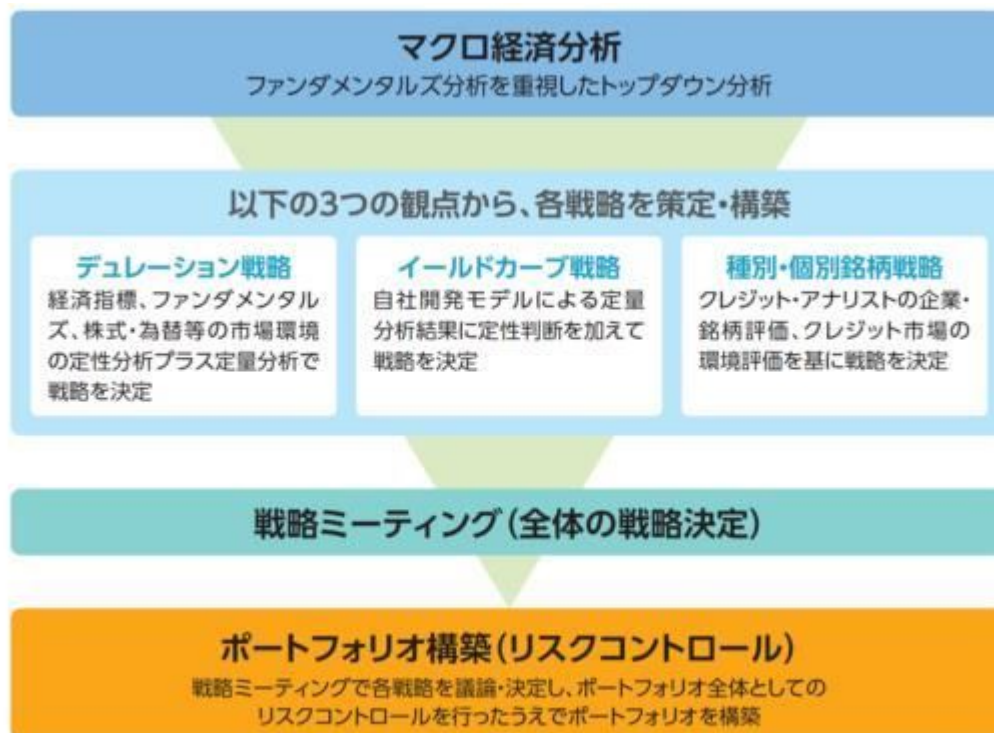 マクロ経済分析
ファンダメンタルズ分析を重視したトップダウン分析
以下の3つの観点から、各戦略を策定・構築
デュレーション戦略
経済指標、ファンダメンタル
ズ、株式・為替等の市場環境
の定性分析プラス定量分析で
戦略を決定
イールドカーブ戦略
自社開発モデルによる定量
分析結果に定性判断を加えて
戦略を決定
種別・個別銘柄戦略
クレジット・アナリストの企業・
銘柄評価、クレジット市場の
環境評価を基に戦略を決定
戦略ミーティング(全体の戦略決定)
ポートフォリオ構築(リスクコントロール)
戦略ミーティングで各戦略を議論・決定し、ポートフォリオ全体としての
リスクコントロールを行ったうえでポートフォリオを構築